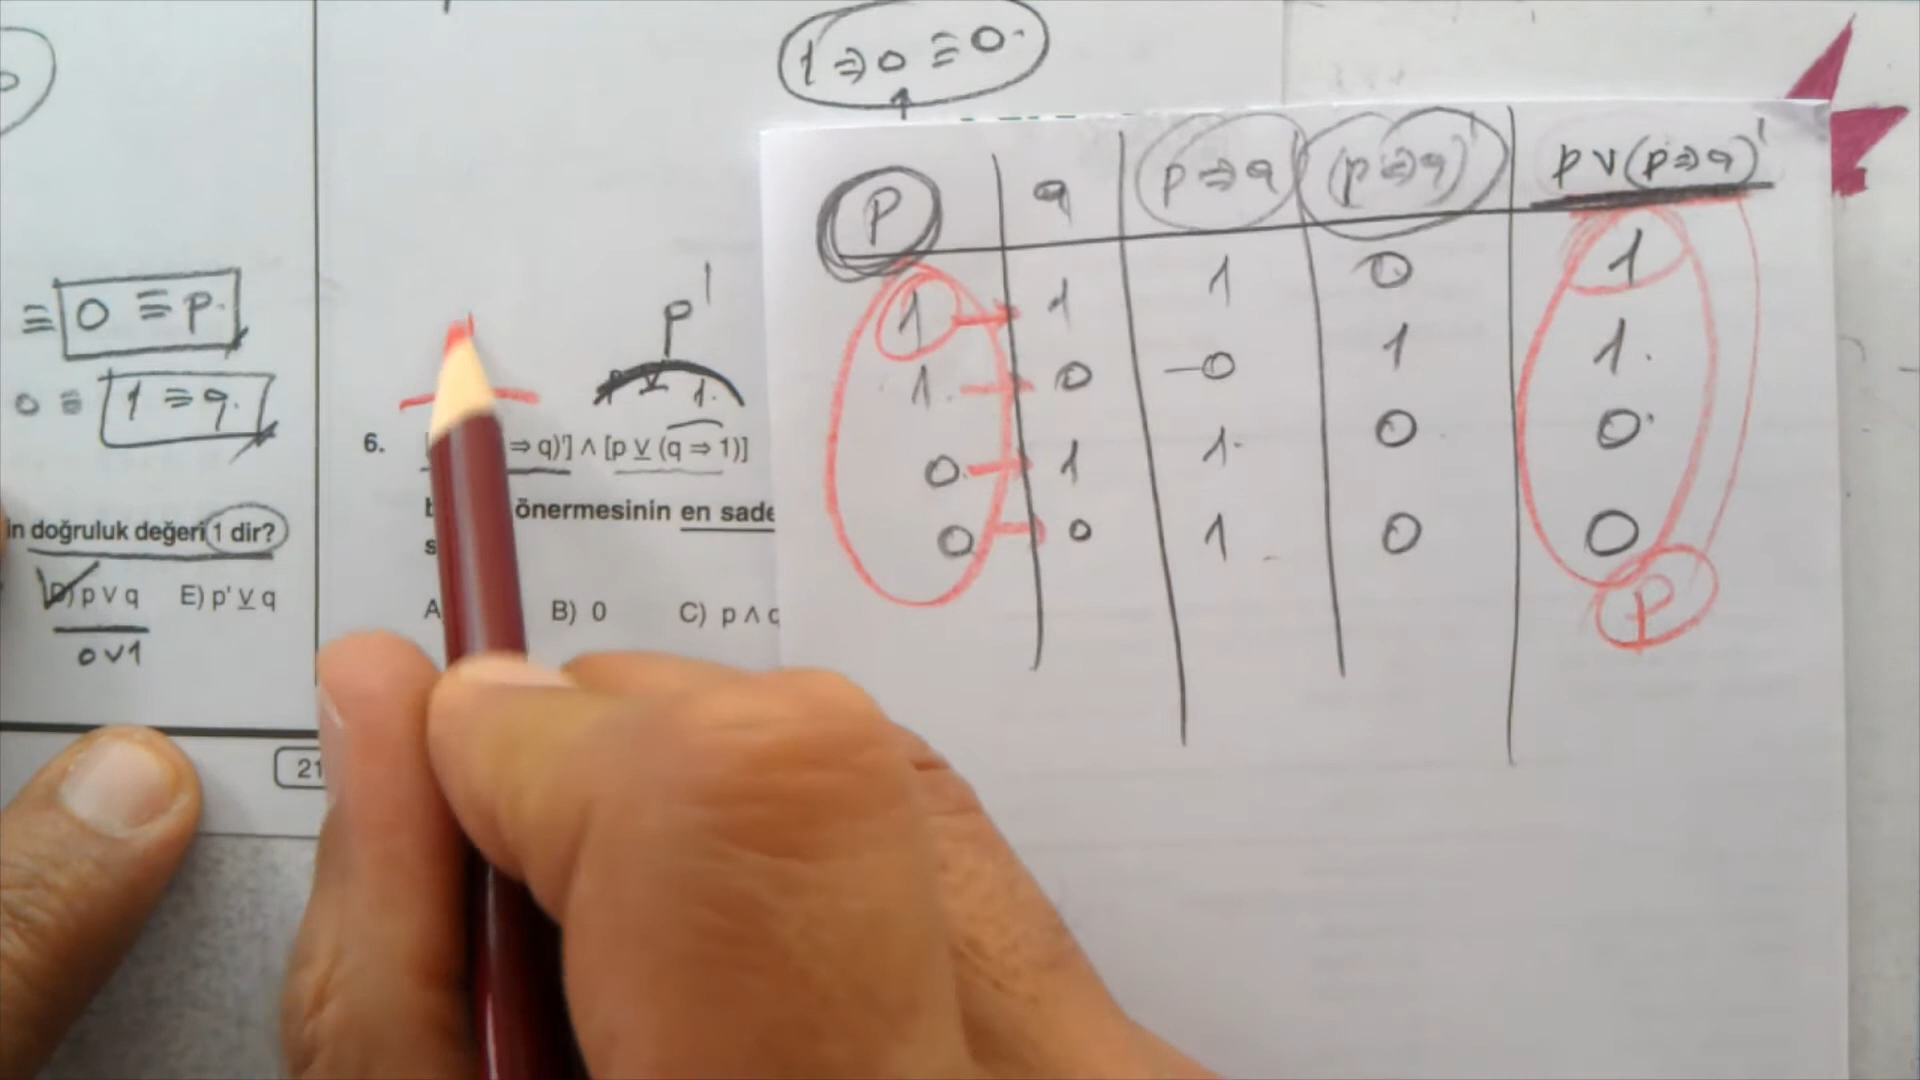 ≡ 0 ≡ p.
0 ≡ 1 ≡ q.
in doğruluk değeri 1 dir?
D) p ∨ q E) p' ⊻ q
0 ∨ 1
21
1 ⇒ 0 ≡ 0.
p'
p ⊻ 1.
6. ⇒ q)'] ∧ [p ⊻ (q ⇒ 1)]
önermesinin en sade
A B) 0 C) p ∧ q
p q p ⇒ q (p ⇒ q)' p ∨ (p ⇒ q)'
1 1 1 0 1
1. 0 0 1 1.
0. 1 1. 0 0.
0 0 1 0 0
p